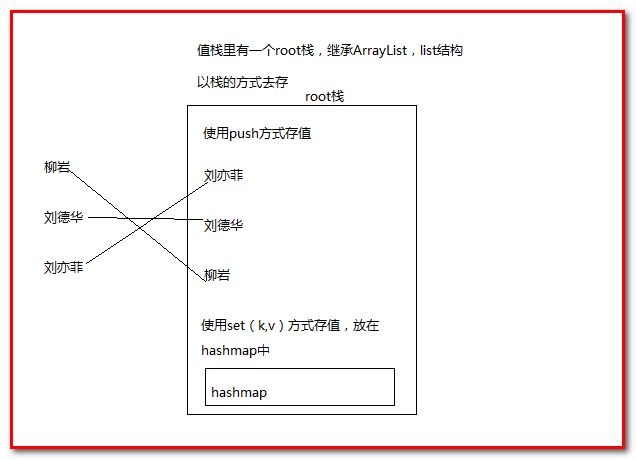 值栈里有一个root栈，继承ArrayList，list结构
以栈的方式去存
root栈
使用push方式存值
柳岩
刘亦菲
刘德华
刘德华
刘亦菲
柳岩
使用set（k,v）方式存值，放在
hashmap中
hashmap